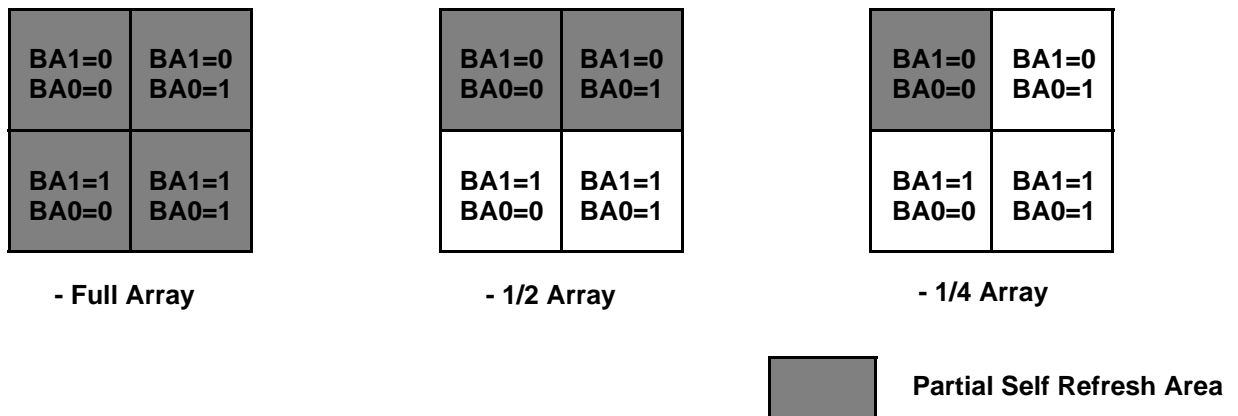 BA1=0 BA1=0
BA0=0 BA0=1
BA1=1 BA1=1
BA0=0 BA0=1
- Full Array
BA1=0 BA1=0
BA0=0 BA0=1
BA1=1 BA1=1
BA0=0 BA0=1
- 1/2 Array
BA1=0 BA1=0
BA0=0 BA0=1
BA1=1 BA1=1
BA0=0 BA0=1
- 1/4 Array
Partial Self Refresh Area